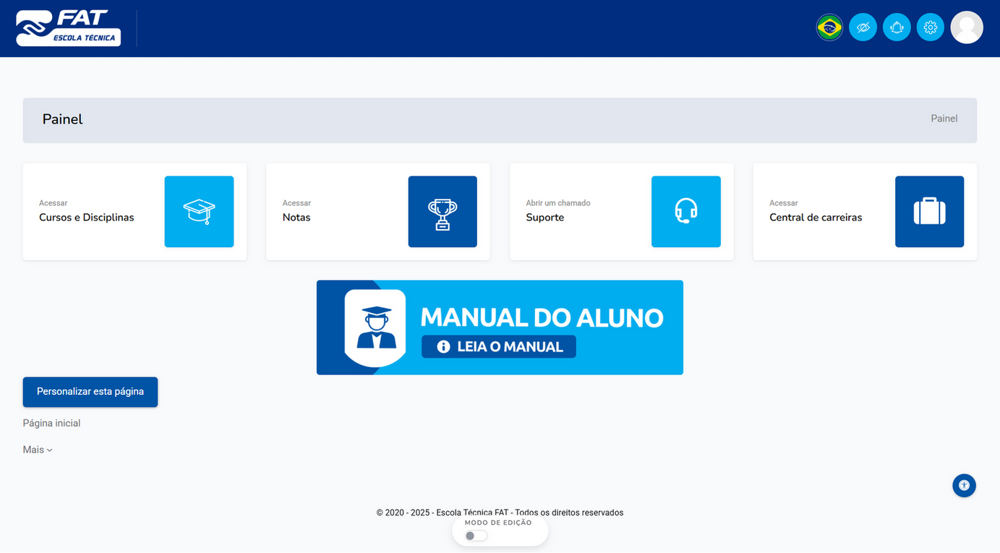 FAT
ESCOLA TÉCNICA
Painel
Painel
Acessar
Cursos e Disciplinas
Acessar
Notas
Abrir um chamado
Suporte
Acessar
Central de carreiras
MANUAL DO ALUNO
LEIA O MANUAL
Personalizar esta página
Página inicial
Mais
© 2020 - 2025 - Escola Técnica FAT - Todos os direitos reservados
MODO DE EDIÇÃO